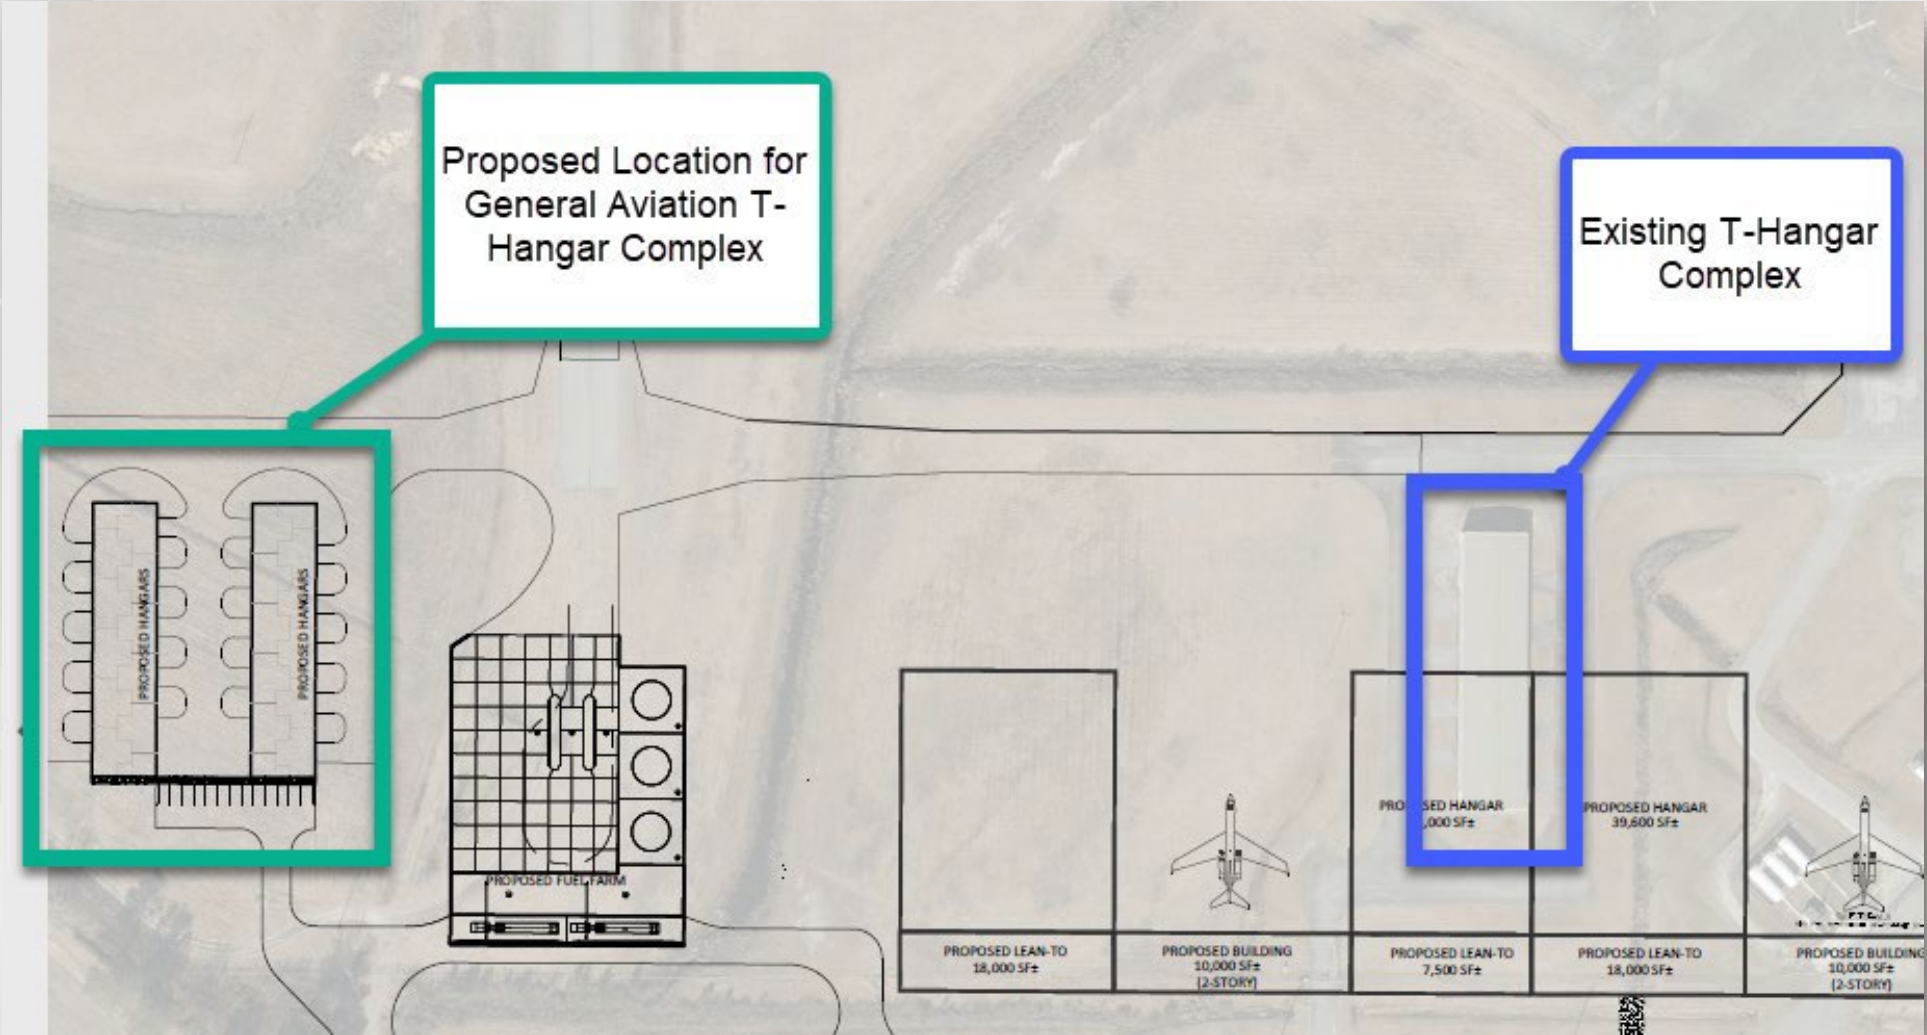 Proposed Location for
General Aviation T-
Hangar Complex
Existing T-Hangar
Complex
PROPOSED HANGARS
PROPOSED HANGARS
PROPOSED FUEL FARM
HANGAR
,000 SF±
PROPOSED HANGAR
39,600 SF±
PROPOSED LEAN-TO
18,000 SF±
PROPOSED BUILDING
10,000 SF±
(2-STORY)
PROPOSED LEAN-TO
7,500 SF±
PROPOSED LEAN-TO
18,000 SF±
PROPOSED BUILDING
10,000 SF±
(2-STORY)